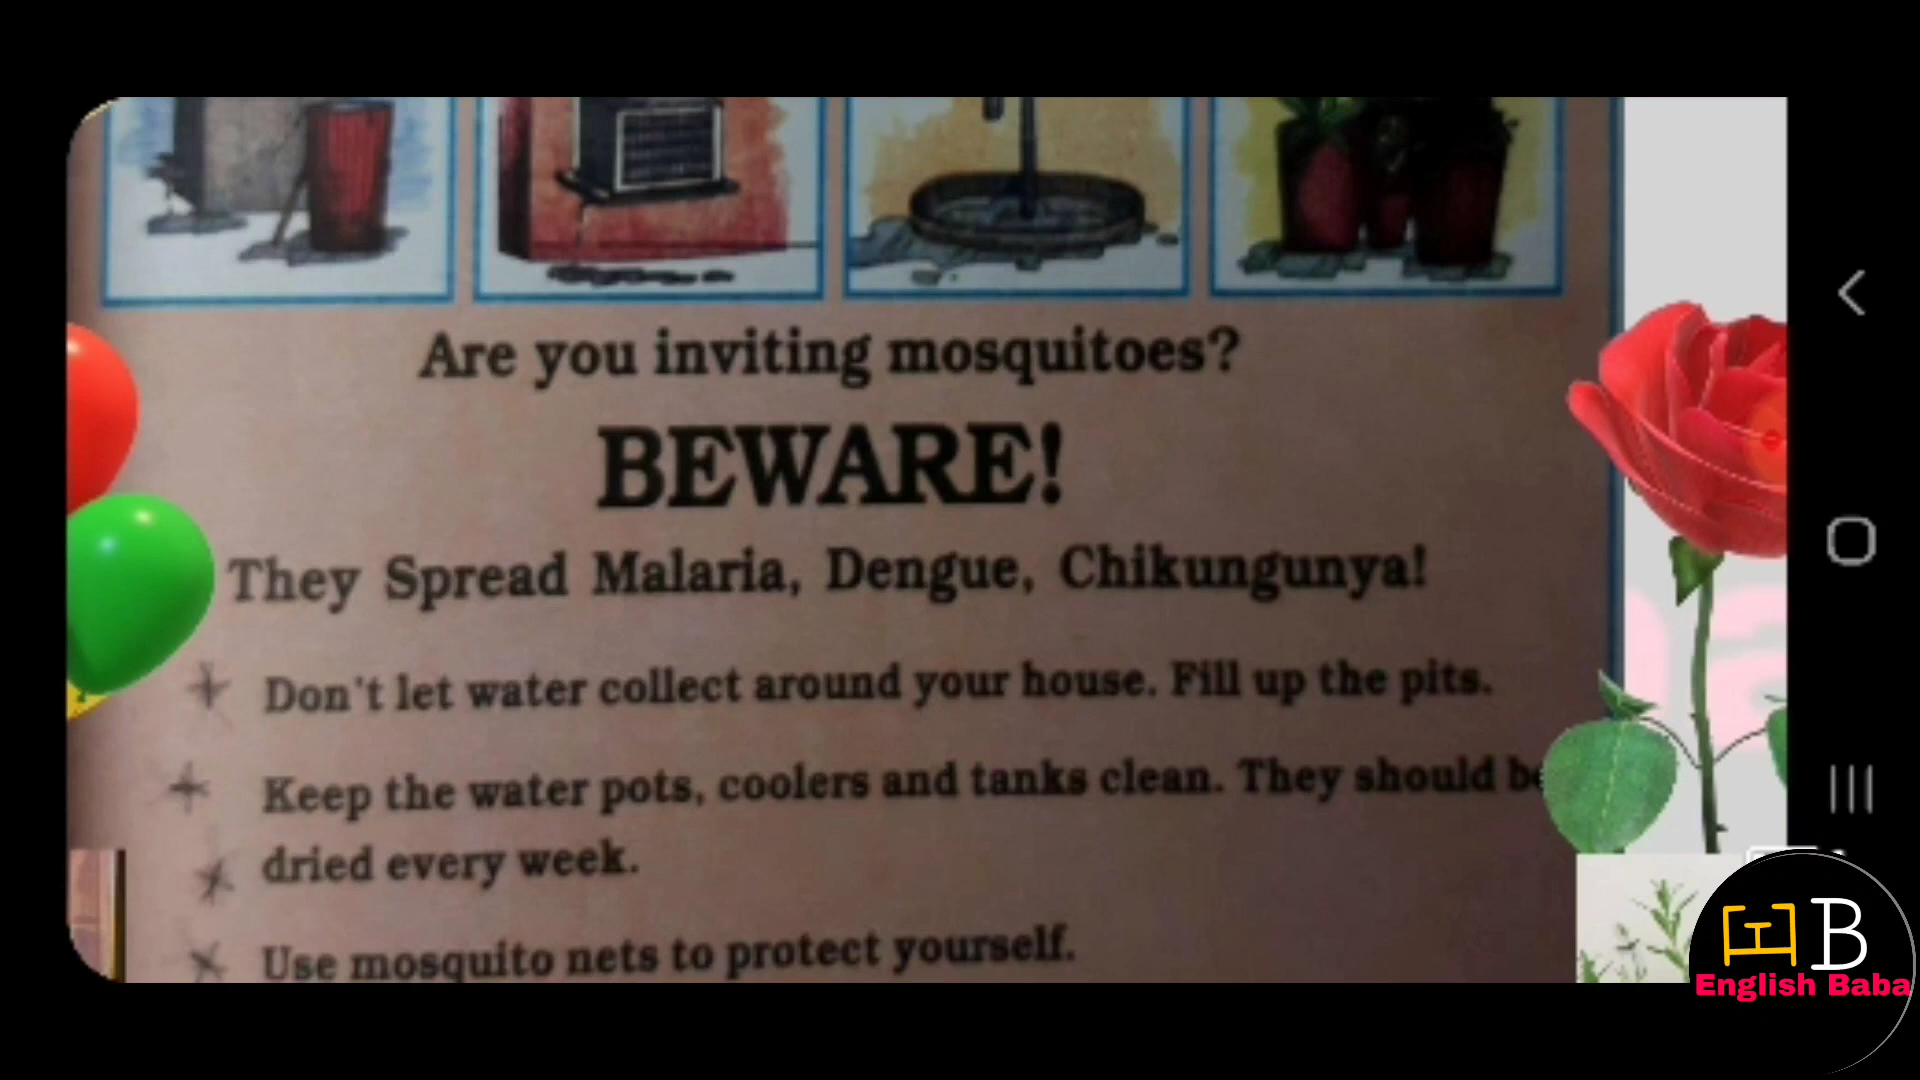 Are you inviting mosquitoes?
BEWARE!
They Spread Malaria, Dengue, Chikungunya!
Don't let water collect around your house. Fill up the pits.
Keep the water pots, coolers and tanks clean. They should be
dried every week.
Use mosquito nets to protect yourself.
EB
English Baba